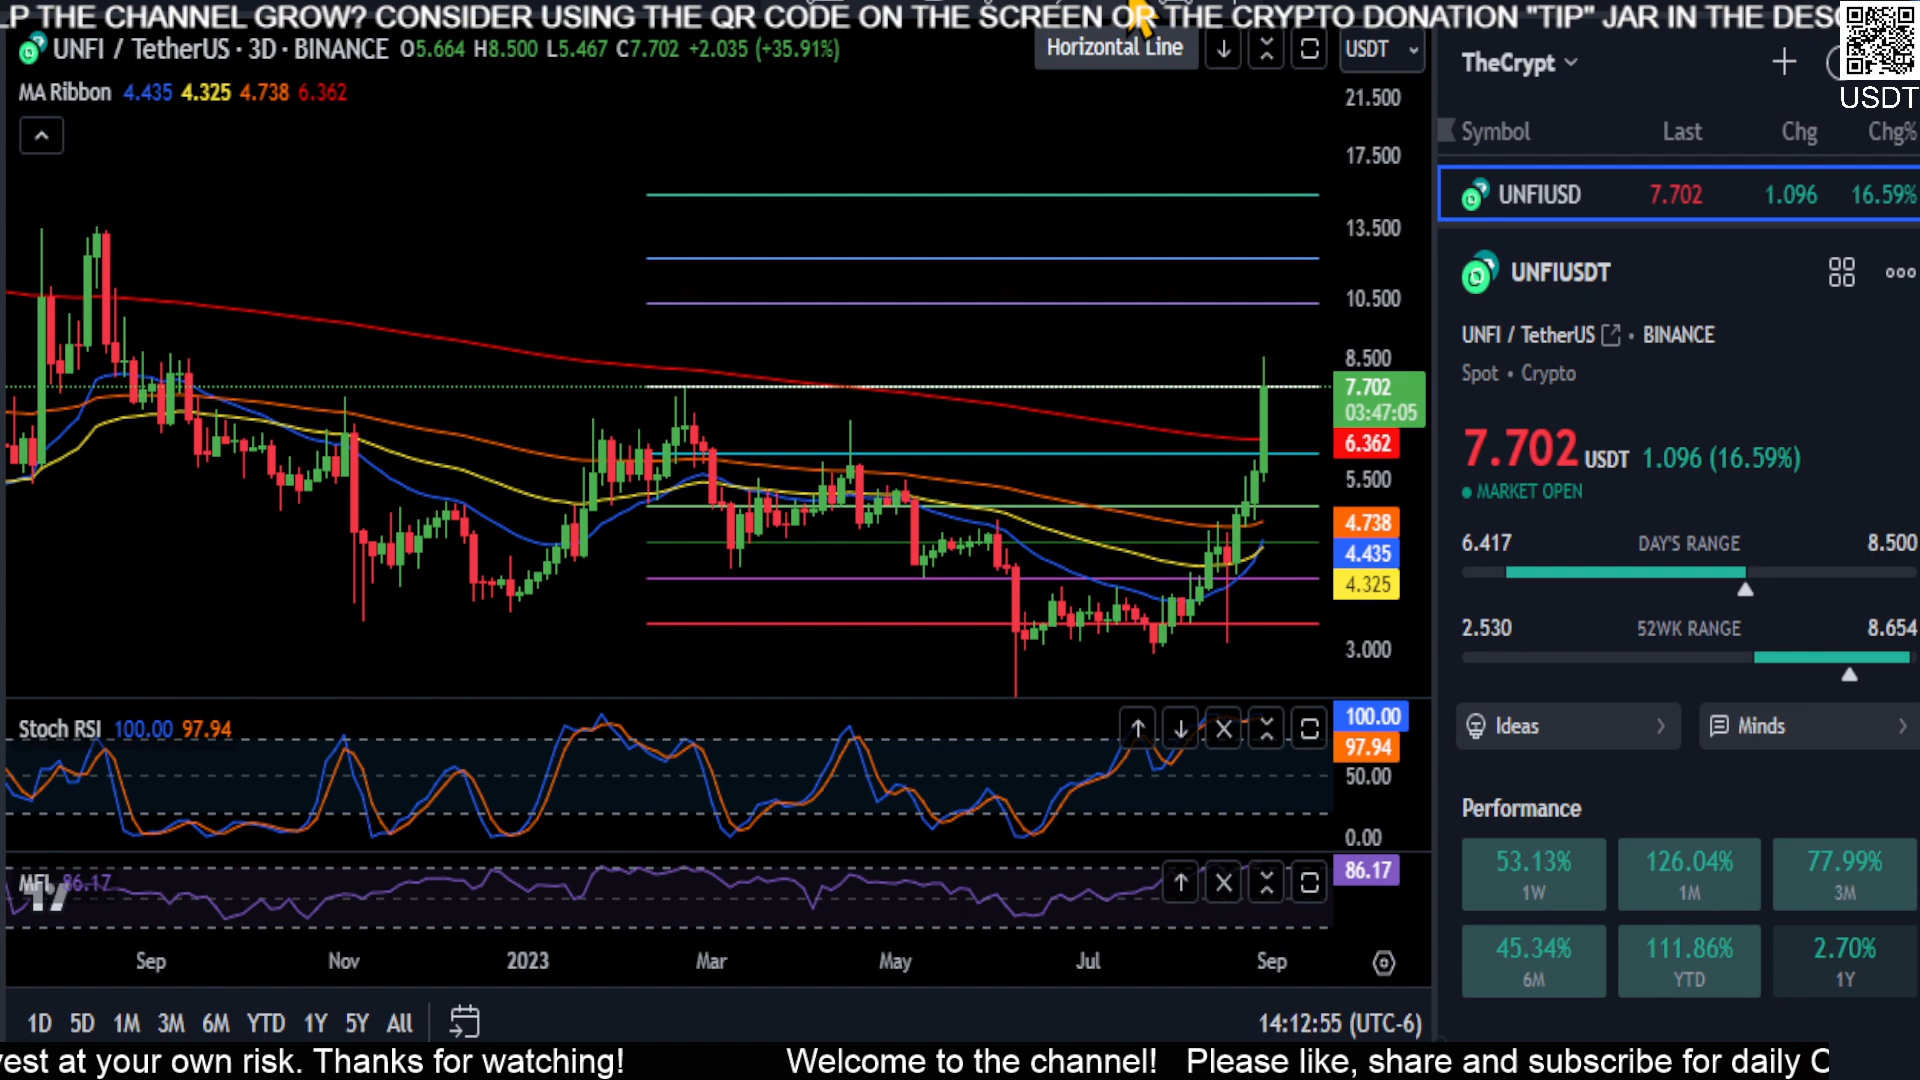 LP THE CHANNEL GROW? CONSIDER USING THE QR CODE ON THE SCREEN OR THE CRYPTO DONATION "TIP" JAR IN THE DESC
UNFI / TetherUS · 3D · BINANCE O5.664 H8.500 L5.467 C7.702 +2.035 (+35.91%)
Horizontal Line
USDT
MA Ribbon 4.435 4.325 4.738 6.362
21.500
17.500
13.500
10.500
8.500
7.702
03:47:05
6.362
5.500
4.738
4.435
4.325
3.000
Stoch RSI 100.00 97.94
100.00
97.94
50.00
0.00
MFI 86.17
86.17
Sep Nov 2023 Mar May Jul Sep
1D 5D 1M 3M 6M YTD 1Y 5Y All
14:12:55 (UTC-6)
TheCrypt
USDT
Symbol Last Chg Chg%
UNFIUSD 7.702 1.096 16.59%
UNFIUSDT
UNFI / TetherUS • BINANCE
Spot • Crypto
7.702 USDT 1.096 (16.59%)
MARKET OPEN
6.417 DAY'S RANGE 8.500
2.530 52WK RANGE 8.654
Ideas
Minds
Performance
53.13% 126.04% 77.99%
1W 1M 3M
45.34% 111.86% 2.70%
6M YTD 1Y
vest at your own risk. Thanks for watching! Welcome to the channel! Please like, share and subscribe for daily C